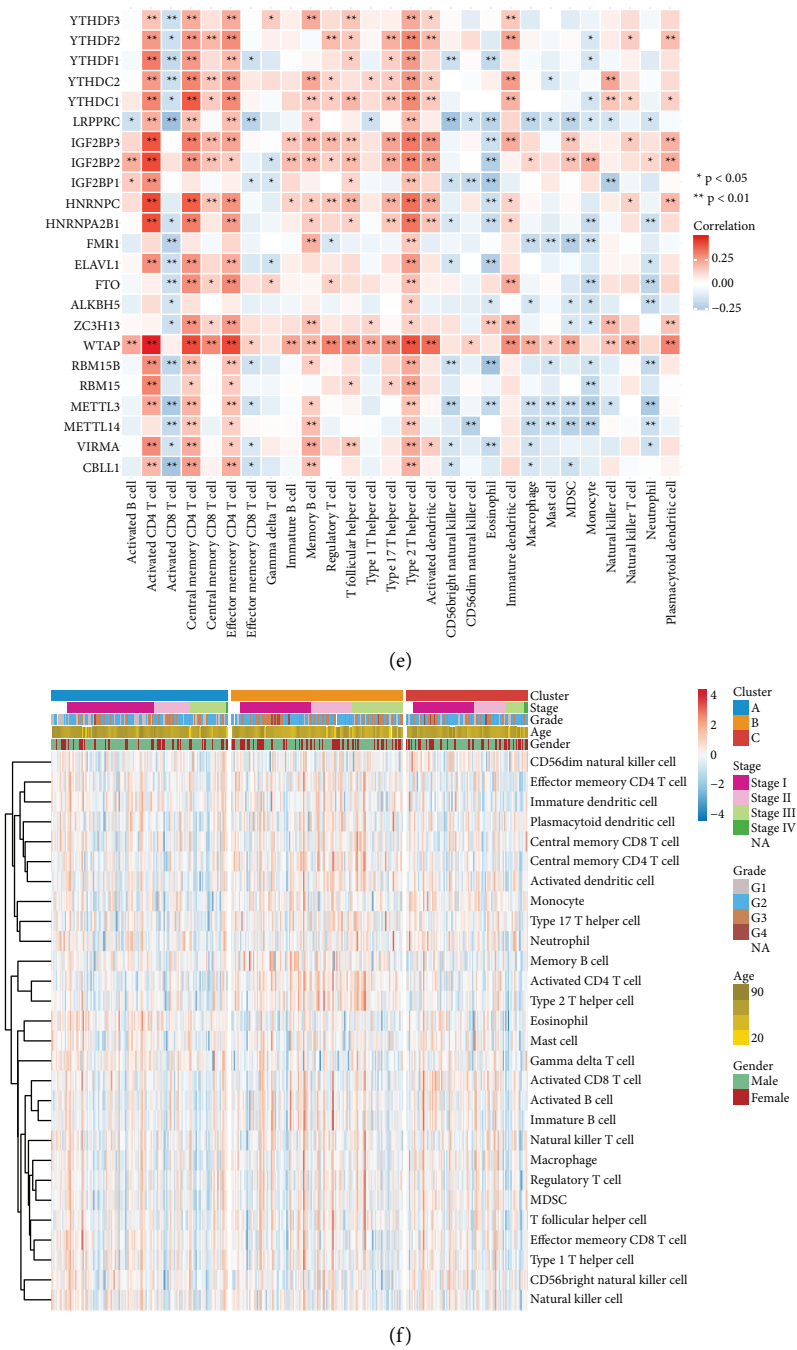 YTHDF3
YTHDF2
YTHDF1
YTHDC2
YTHDC1
LRPPRC
IGF2BP3
IGF2BP2
IGF2BP1
HNRNPC
HNRNPA2B1
FMR1
ELAVL1
FTO
ALKBH5
ZC3H13
WTAP
RBM15B
RBM15
METTL3
METTL14
VIRMA
CBLL1
Activated B cell
Activated CD4 T cell
Activated CD8 T cell
Central memory CD4 T cell
Central memory CD8 T cell
Effector memeory CD4 T cell
Effector memeory CD8 T cell
Gamma delta T cell
Immature B cell
Memory B cell
Regulatory T cell
T follicular helper cell
Type 1 T helper cell
Type 17 T helper cell
Type 2 T helper cell
Activated dendritic cell
CD56bright natural killer cell
CD56dim natural killer cell
Eosinophil
Immature dendritic cell
Macrophage
Mast cell
MDSC
Monocyte
Natural killer cell
Natural killer T cell
Neutrophil
Plasmacytoid dendritic cell
* p < 0.05
** p < 0.01
Correlation
0.25
0.00
−0.25
(e)
Cluster
Stage
Grade
Age
Gender
CD56dim natural killer cell
Effector memeory CD4 T cell
Immature dendritic cell
Plasmacytoid dendritic cell
Central memory CD8 T cell
Central memory CD4 T cell
Activated dendritic cell
Monocyte
Type 17 T helper cell
Neutrophil
Memory B cell
Activated CD4 T cell
Type 2 T helper cell
Eosinophil
Mast cell
Gamma delta T cell
Activated CD8 T cell
Activated B cell
Immature B cell
Natural killer T cell
Macrophage
Regulatory T cell
MDSC
T follicular helper cell
Effector memeory CD8 T cell
Type 1 T helper cell
CD56bright natural killer cell
Natural killer cell
4
2
0
−2
−4
Cluster
A
B
C
Stage
Stage I
Stage II
Stage III
Stage IV
NA
Grade
G1
G2
G3
G4
NA
Age
90
20
Gender
Male
Female
(f)